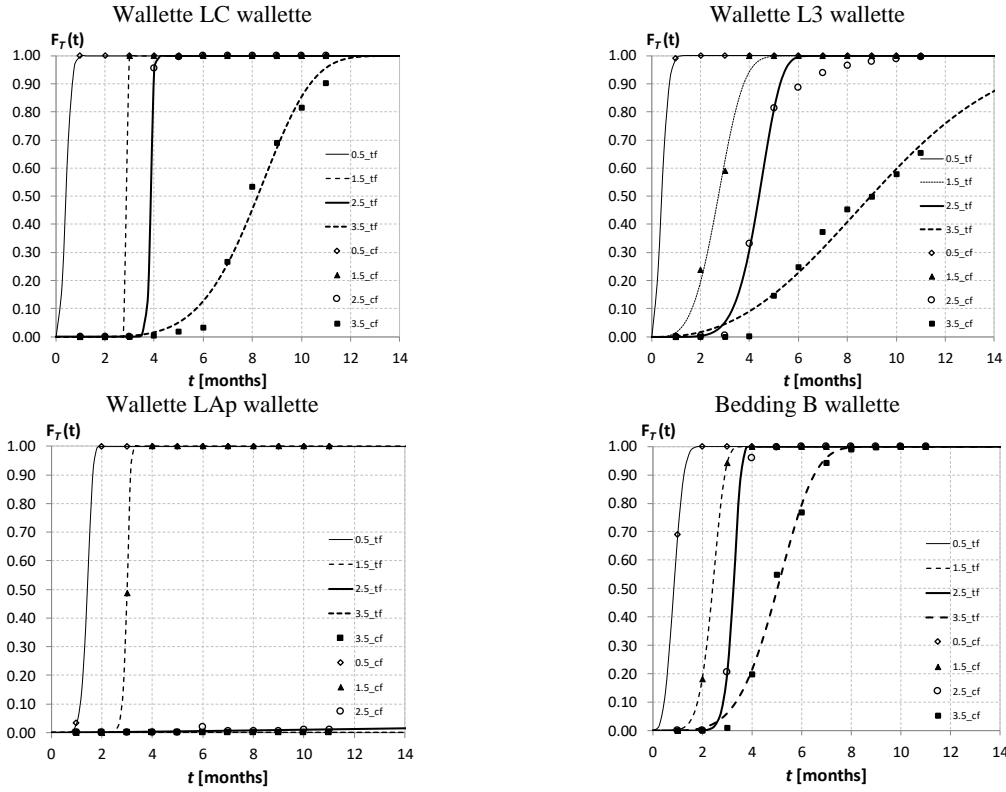 Wallette LC wallette
F_T(t)
1.00
0.90
0.80
0.70
0.60
0.50
0.40
0.30
0.20
0.10
0.00
0 2 4 6 8 10 12 14
t [months]
0.5_tf
1.5_tf
2.5_tf
3.5_tf
0.5_cf
1.5_cf
2.5_cf
3.5_cf
Wallette L3 wallette
F_T(t)
1.00
0.90
0.80
0.70
0.60
0.50
0.40
0.30
0.20
0.10
0.00
0 2 4 6 8 10 12 14
t [months]
0.5_tf
1.5_tf
2.5_tf
3.5_tf
0.5_cf
1.5_cf
2.5_cf
3.5_cf
Wallette LAp wallette
F_T(t)
1.00
0.90
0.80
0.70
0.60
0.50
0.40
0.30
0.20
0.10
0.00
0 2 4 6 8 10 12 14
t [months]
0.5_tf
1.5_tf
2.5_tf
3.5_tf
3.5_cf
0.5_cf
1.5_cf
2.5_cf
Bedding B wallette
F_T(t)
1.00
0.90
0.80
0.70
0.60
0.50
0.40
0.30
0.20
0.10
0.00
0 2 4 6 8 10 12 14
t [months]
0.5_tf
1.5_tf
2.5_tf
3.5_tf
0.5_cf
1.5_cf
2.5_cf
3.5_cf